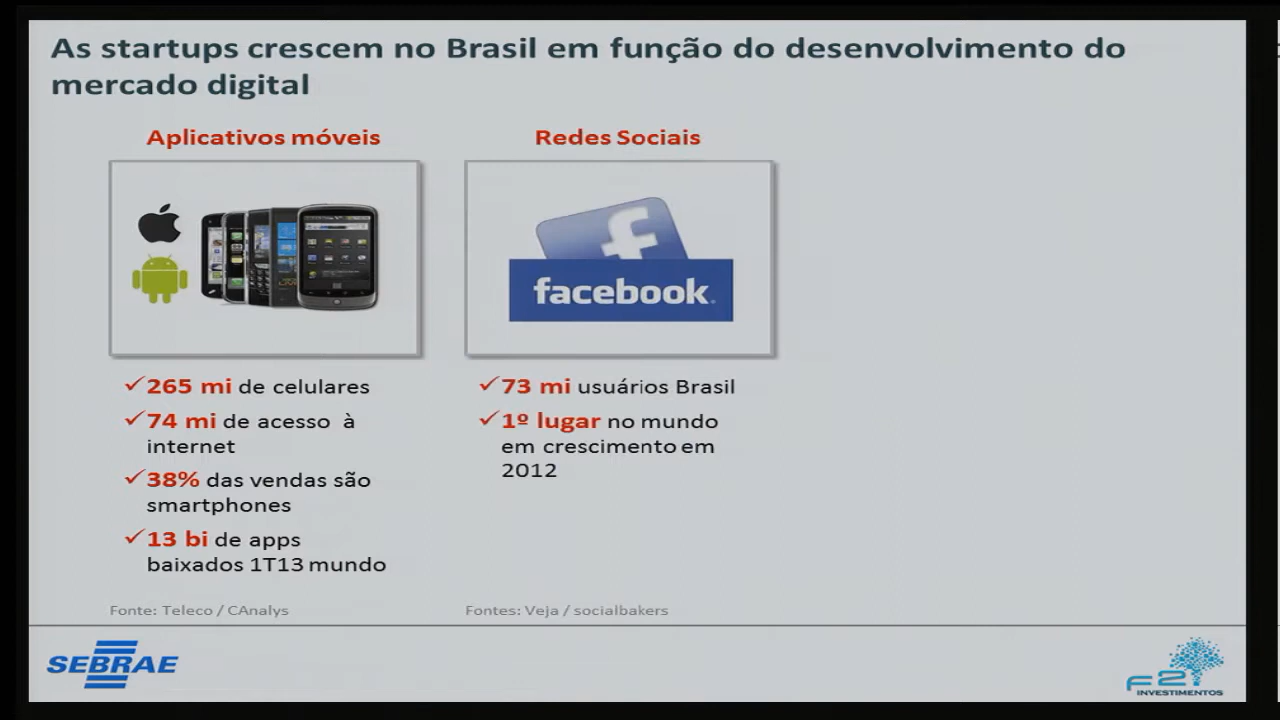 As startups crescem no Brasil em função do desenvolvimento do
mercado digital
Aplicativos móveis
Redes Sociais
f
facebook
265 mi de celulares
74 mi de acesso à
internet
38% das vendas são
smartphones
13 bi de apps
baixados 1T13 mundo
73 mi usuários Brasil
1º lugar no mundo
em crescimento em
2012
Fonte: Teleco / CAnalys
Fontes: Veja / socialbakers
SEBRAE
F2i
INVESTIMENTOS